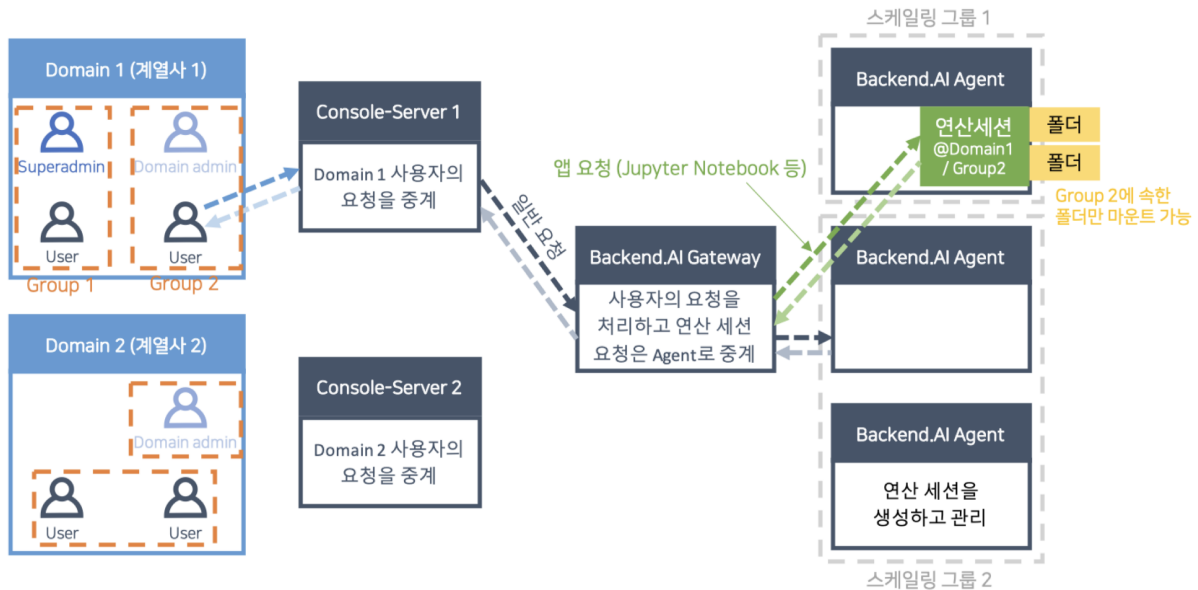 스케일링 그룹 1
Domain 1 (계열사 1)
Superadmin
Domain admin
User
User
Group 1
Group 2
Console-Server 1
Domain 1 사용자의
요청을 중계
일반 요청
앱 요청 (Jupyter Notebook 등)
Backend.AI Gateway
사용자의 요청을
처리하고 연산 세션
요청은 Agent로 중계
Backend.AI Agent
연산세션
@Domain1
/ Group2
폴더
폴더
Group 2에 속한
폴더만 마운트 가능
Backend.AI Agent
Domain 2 (계열사 2)
Domain admin
User
User
Console-Server 2
Domain 2 사용자의
요청을 중계
Backend.AI Agent
연산 세션을
생성하고 관리
스케일링 그룹 2